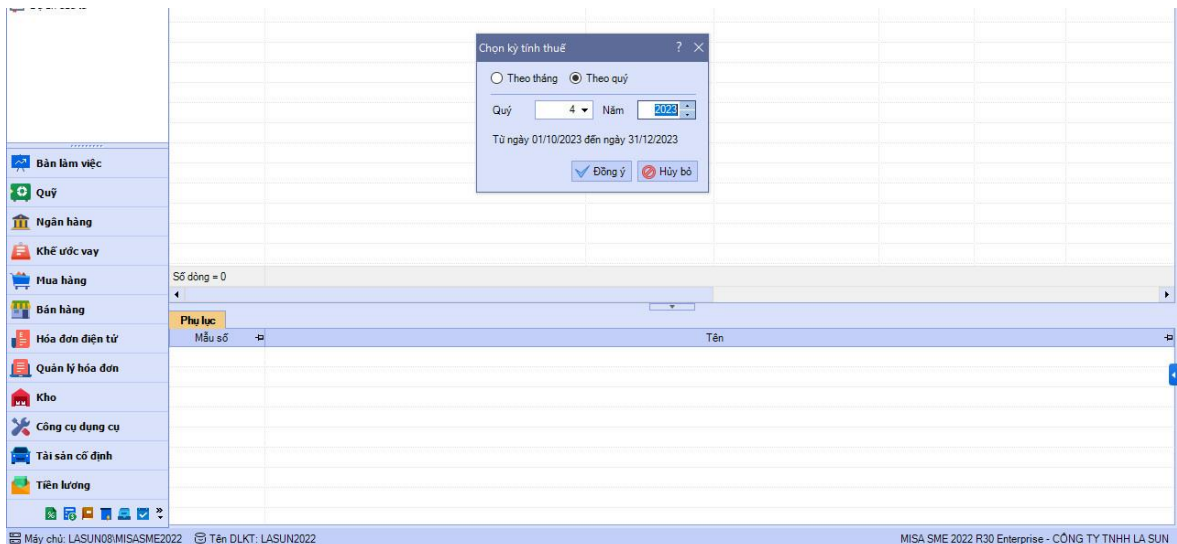 Chọn kỳ tính thuế ? ×
Theo tháng Theo quý
Quý 4 Năm 2023
Từ ngày 01/10/2023 đến ngày 31/12/2023
Đồng ý Hủy bỏ
Bàn làm việc
Quỹ
Ngân hàng
Khế ước vay
Mua hàng
Bán hàng
Hóa đơn điện tử
Quản lý hóa đơn
Kho
Công cụ dụng cụ
Tài sản cố định
Tiền lương
Số dòng = 0
Phụ lục
Mẫu số Tên
Máy chủ: LASUN08\MISASME2022 Tên DLKT: LASUN2022 MISA SME 2022 R30 Enterprise - CÔNG TY TNHH LA SUN